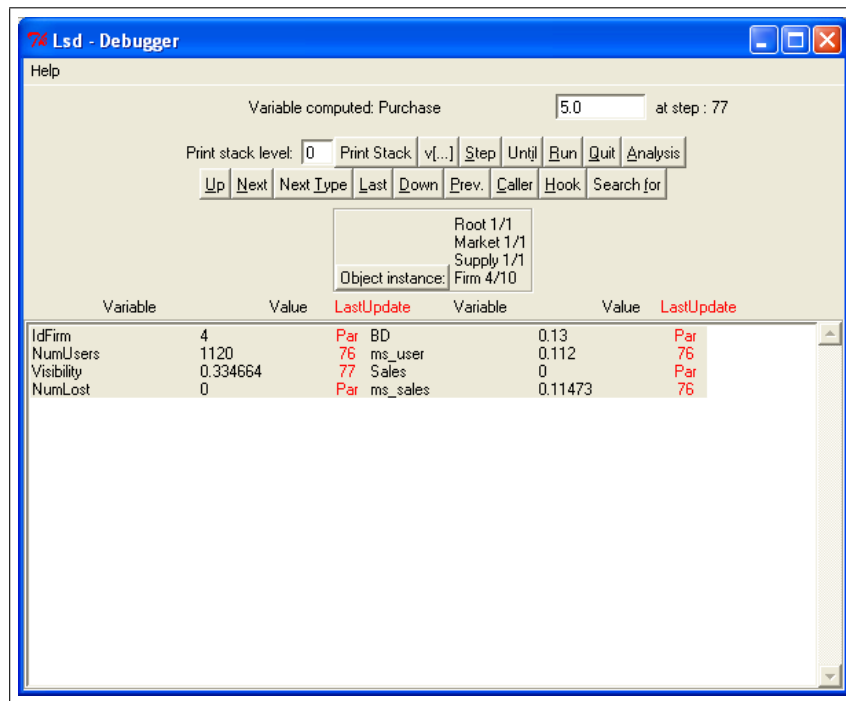 Lsd - Debugger
Help
Variable computed: Purchase 5.0 at step : 77
Print stack level: 0 Print Stack v[...] Step Until Run Quit Analysis
Up Next Next Type Last Down Prev. Caller Hook Search for
Root 1/1
Market 1/1
Supply 1/1
Object instance: Firm 4/10
Variable Value LastUpdate Variable Value LastUpdate
IdFirm 4 Par BD 0.13 Par
NumUsers 1120 76 ms_user 0.112 76
Visibility 0.334664 77 Sales 0 Par
NumLost 0 Par ms_sales 0.11473 76